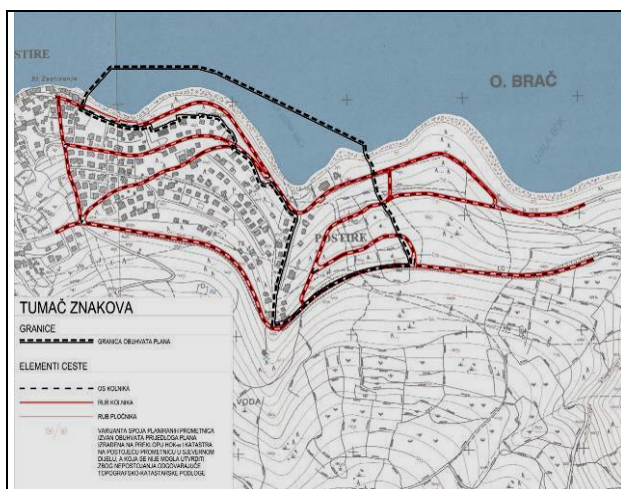 STIRE
O. BRAČ
POSTIRE
VODA
TUMAČ ZNAKOVA
GRANICE
GRANICA OBUHVATA PLANA
ELEMENTI CESTE
OS KOLNIKA
RUB KOLNIKA
RUB PLOČNIKA
VARIJANTA SPOJA PLANIRANIH PROMETNICA
IZVAN OBUHVATA PRIJEDLOGA PLANA
IZRAĐENA NA PREKLOPU HOK-a I KATASTRA
NA POSTOJEĆU PROMETNICU U SJEVERNOM
DIJELU, A KOJA SE NIJE MOGLA UTVRDITI
ZBOG NEPOSTOJANJA ODGOVARAJUĆE
TOPOGRAFSKO-KATASTARSKE PODLOGE